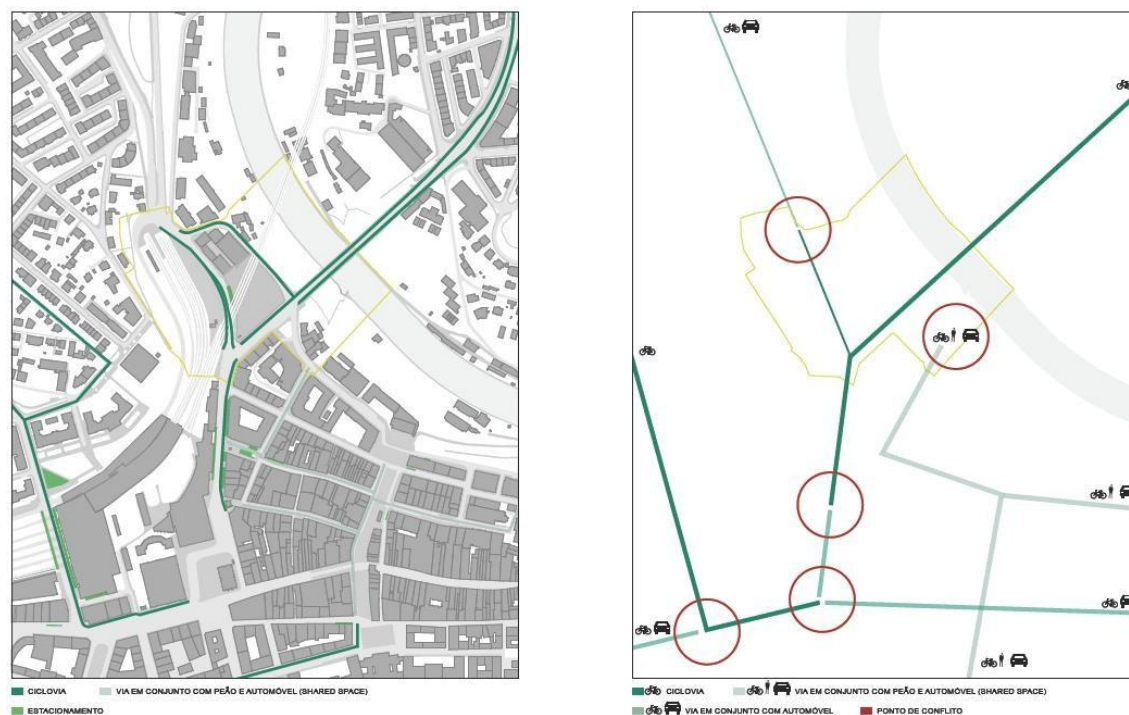 CICLOVIA
VIA EM CONJUNTO COM PEÃO E AUTOMÓVEL (SHARED SPACE)
ESTACIONAMENTO
CICLOVIA
VIA EM CONJUNTO COM PEÃO E AUTOMÓVEL (SHARED SPACE)
VIA EM CONJUNTO COM AUTOMÓVEL
PONTO DE CONFLITO